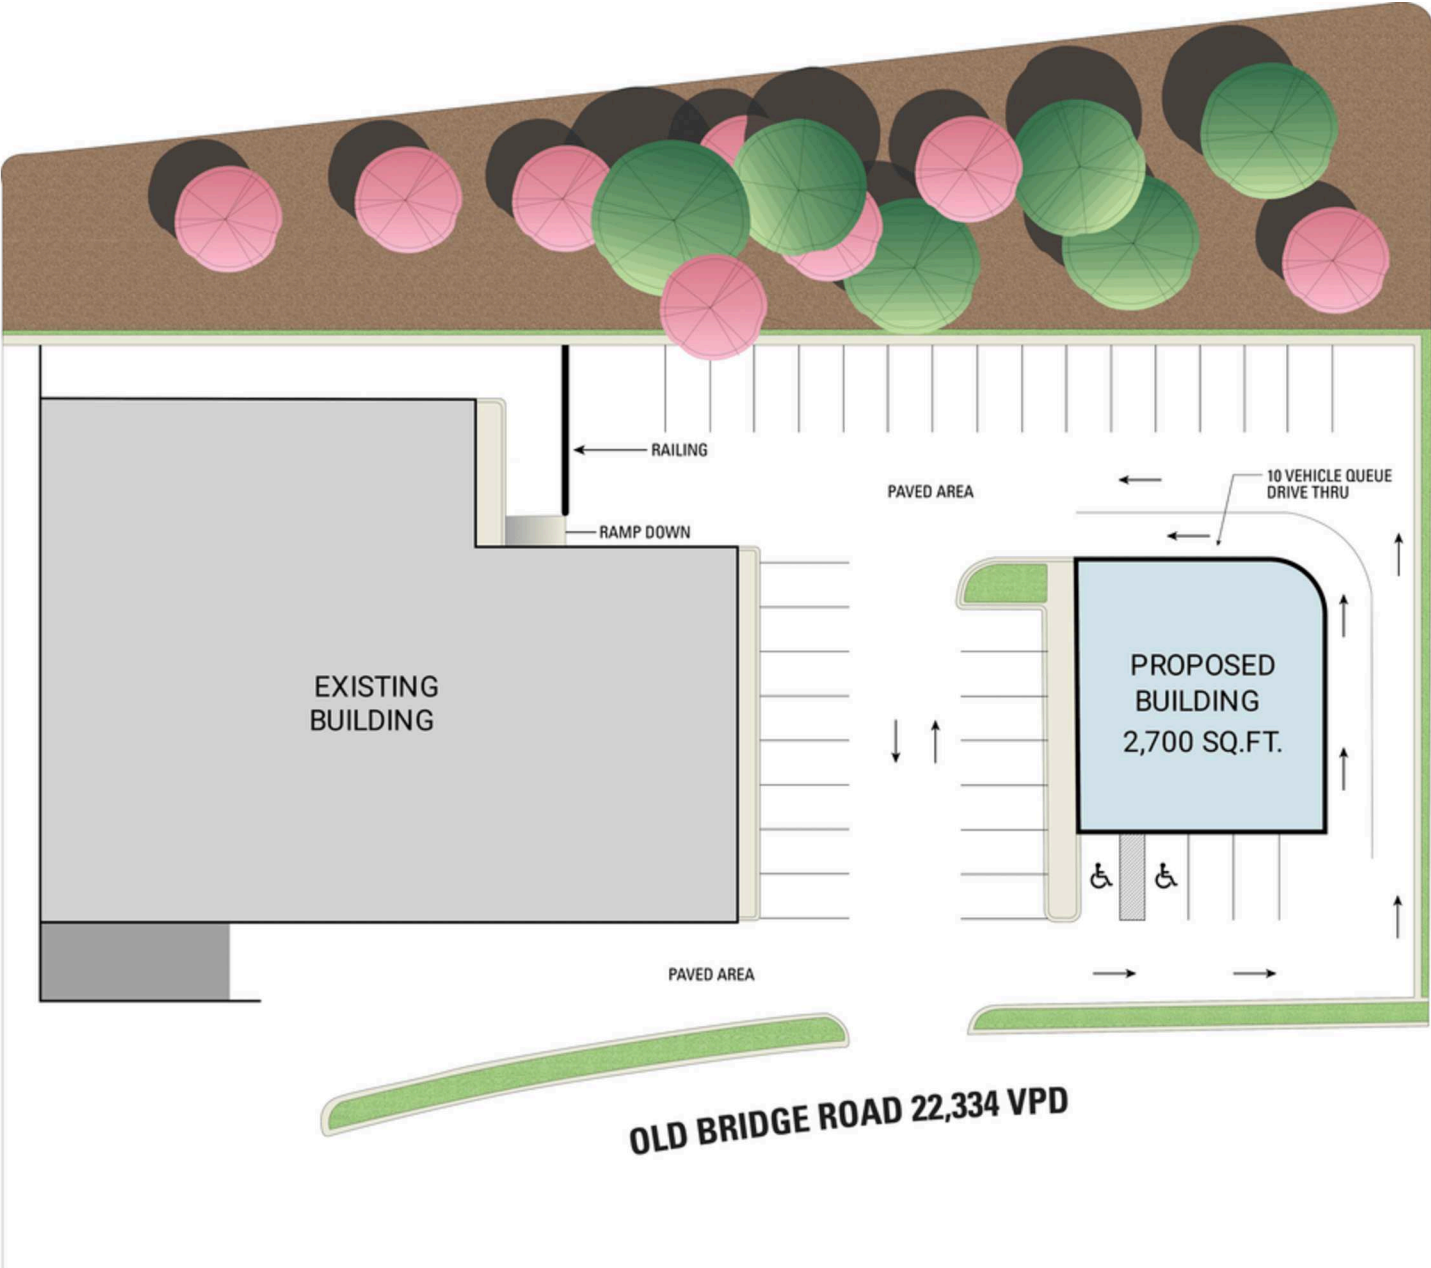 RAILING
10 VEHICLE QUEUE
DRIVE THRU
PAVED AREA
RAMP DOWN
EXISTING
BUILDING
PROPOSED
BUILDING
2,700 SQ.FT.
PAVED AREA
OLD BRIDGE ROAD 22,334 VPD